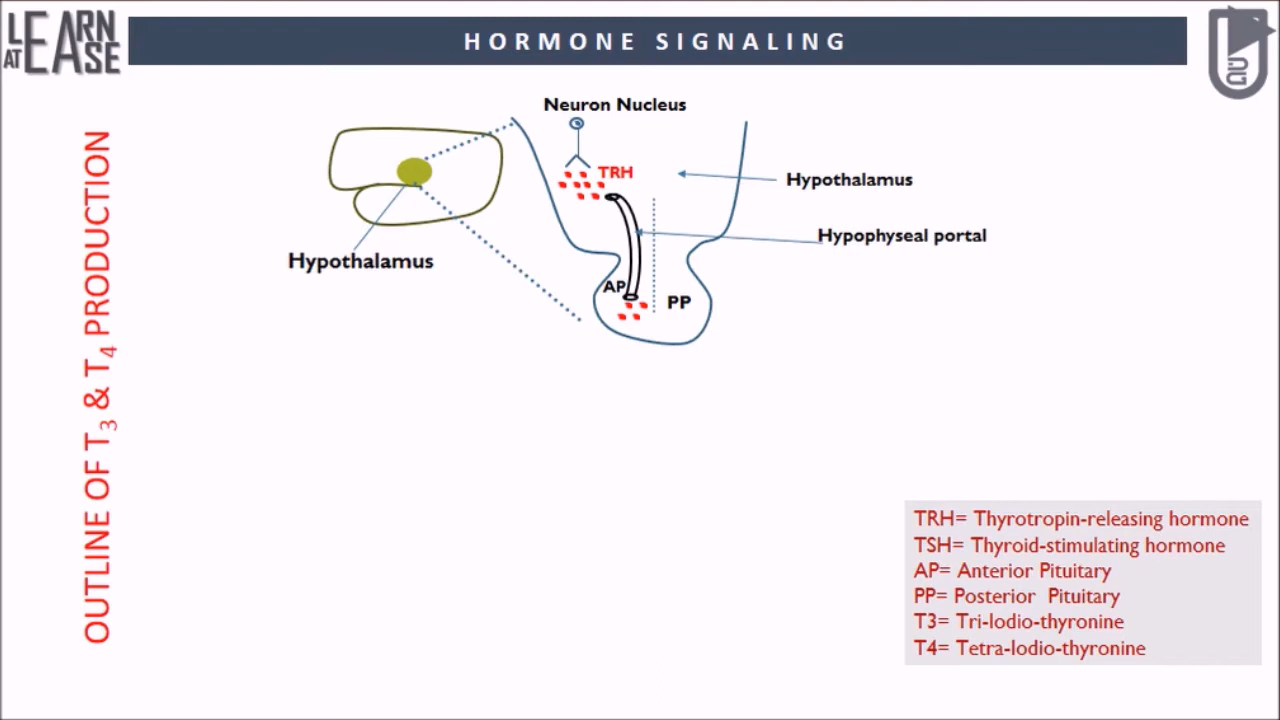 LEARN
AT EASE
HORMONE SIGNALING
OUTLINE OF T3 & T4 PRODUCTION
Neuron Nucleus
TRH
Hypothalamus
Hypophyseal portal
Hypothalamus
AP
PP
TRH= Thyrotropin-releasing hormone
TSH= Thyroid-stimulating hormone
AP= Anterior Pituitary
PP= Posterior Pituitary
T3= Tri-Iodio-thyronine
T4= Tetra-Iodio-thyronine